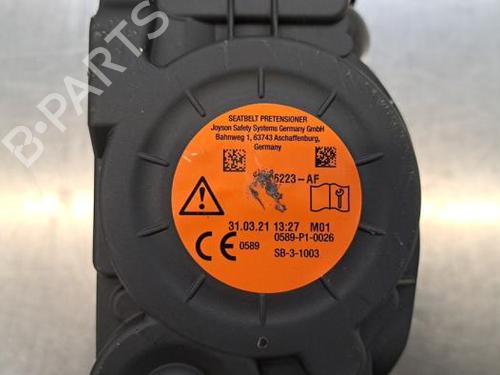 B-PARTS
SEATBELT PRETENSIONER
Joyson Safety Systems Germany GmbH
Bahnweg 1, 63743 Aschaffenburg,
Germany
6223-AF
31.03.21 13:27 M01
CE 0589 0589-P1-0026
SB-3-1003